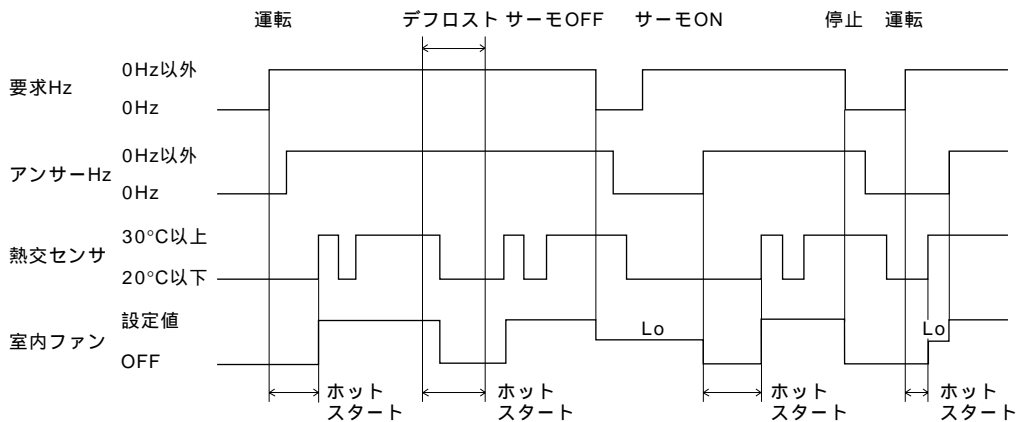 運転 デフロスト サーモOFF サーモON 停止 運転
要求Hz
0Hz以外
0Hz
アンサーHz
0Hz以外
0Hz
熱交センサ
30°C以上
20°C以下
室内ファン
設定値
OFF
Lo
Lo
ホット
スタート
ホット
スタート
ホット
スタート
ホット
スタート